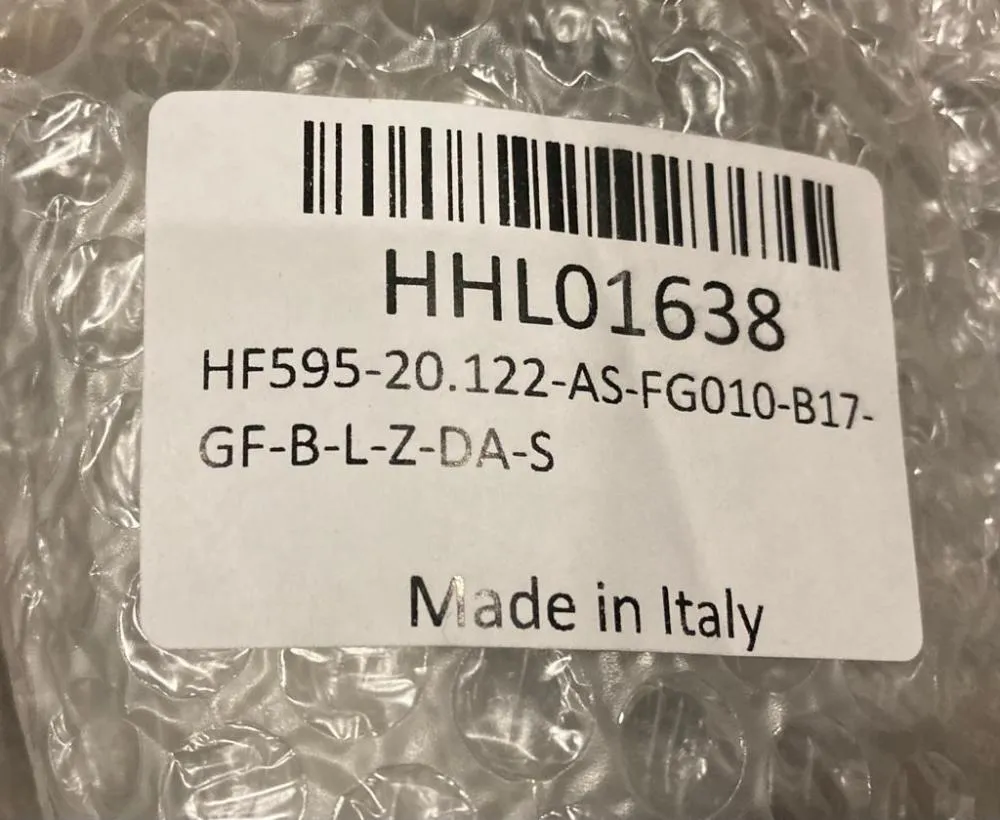 HHL01638
HF595-20.122-AS-FG010-B17-
GF-B-L-Z-DA-S
Made in Italy